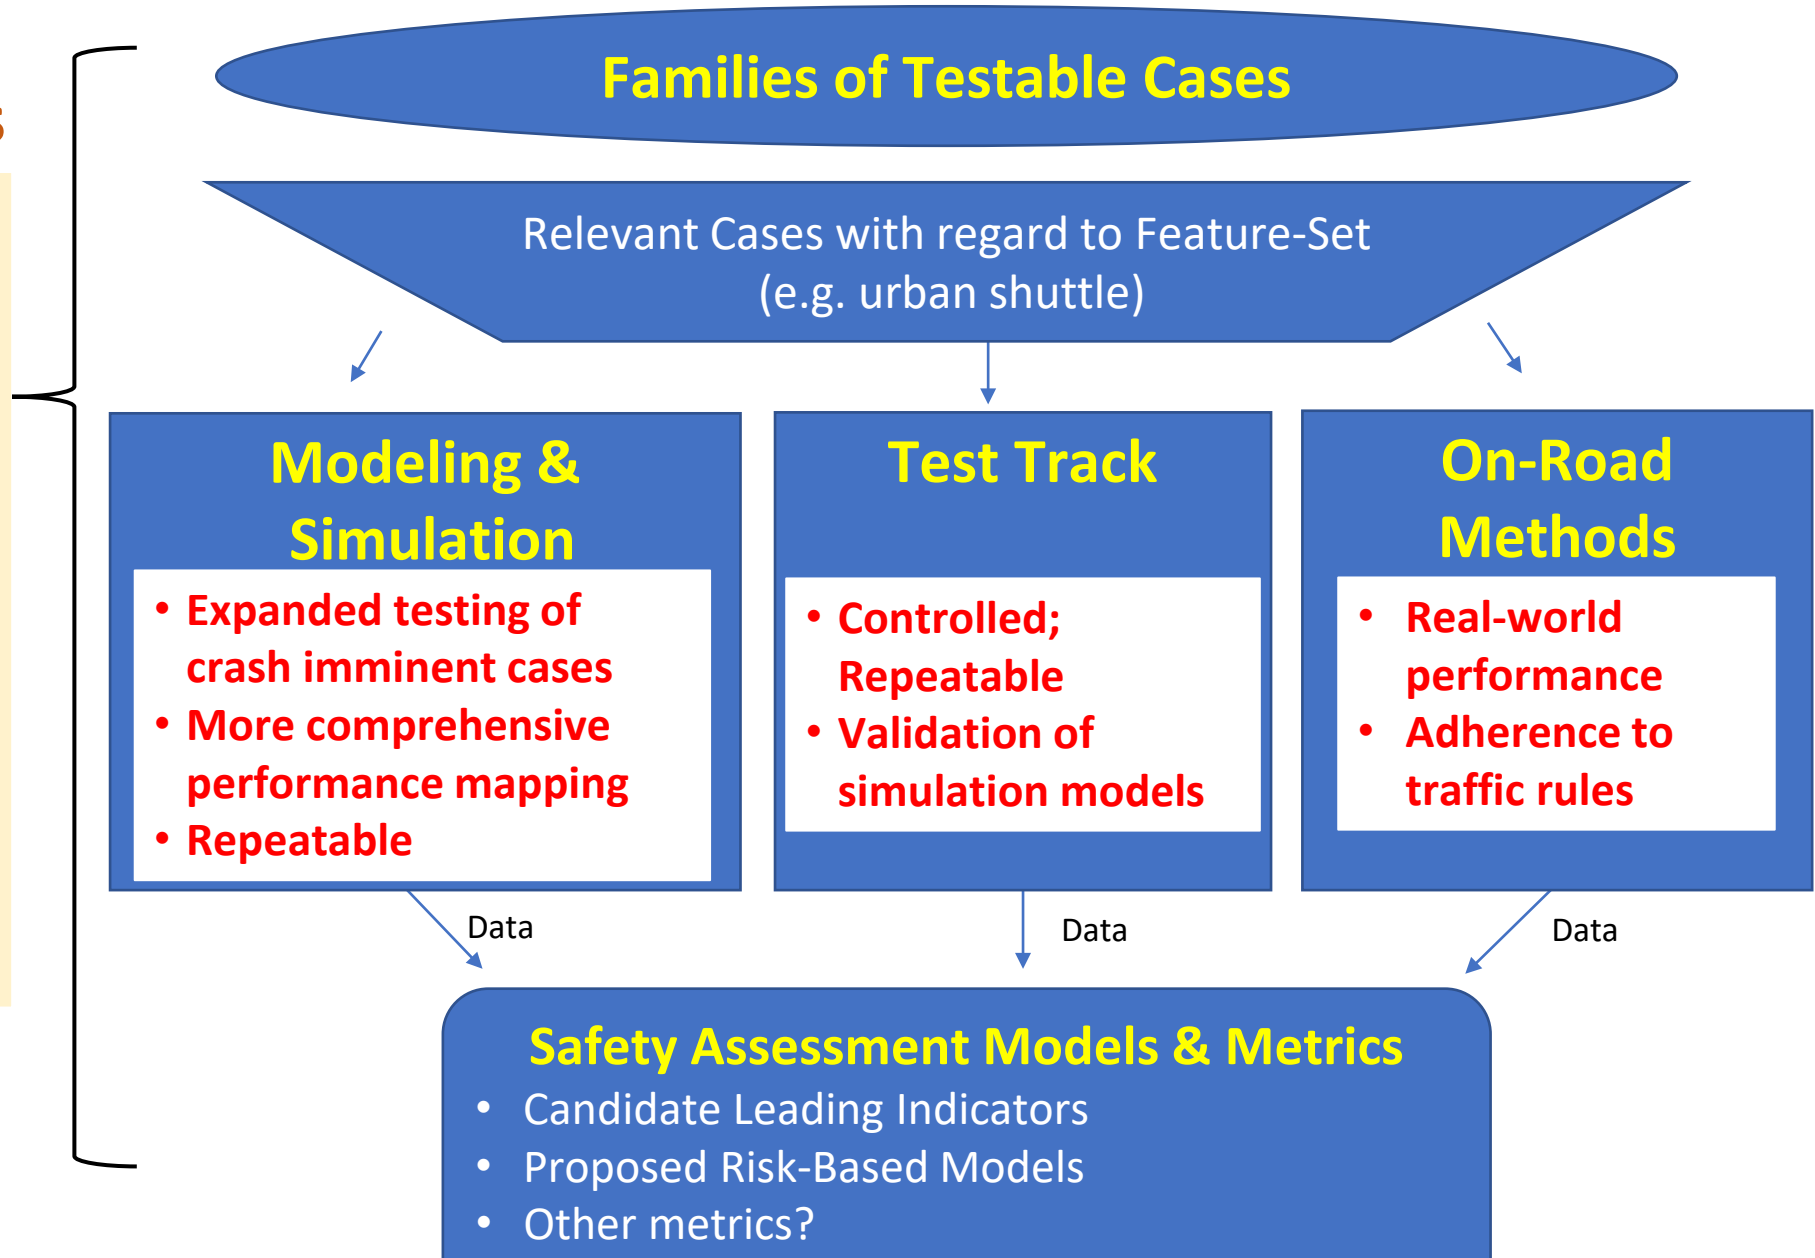 Families of Testable Cases
Relevant Cases with regard to Feature-Set
(e.g. urban shuttle)
Modeling &
Simulation
• Expanded testing of
crash imminent cases
• More comprehensive
performance mapping
• Repeatable
Test Track
• Controlled;
Repeatable
• Validation of
simulation models
On-Road
Methods
• Real-world
performance
• Adherence to
traffic rules
Data
Data
Data
Safety Assessment Models & Metrics
• Candidate Leading Indicators
• Proposed Risk-Based Models
• Other metrics?